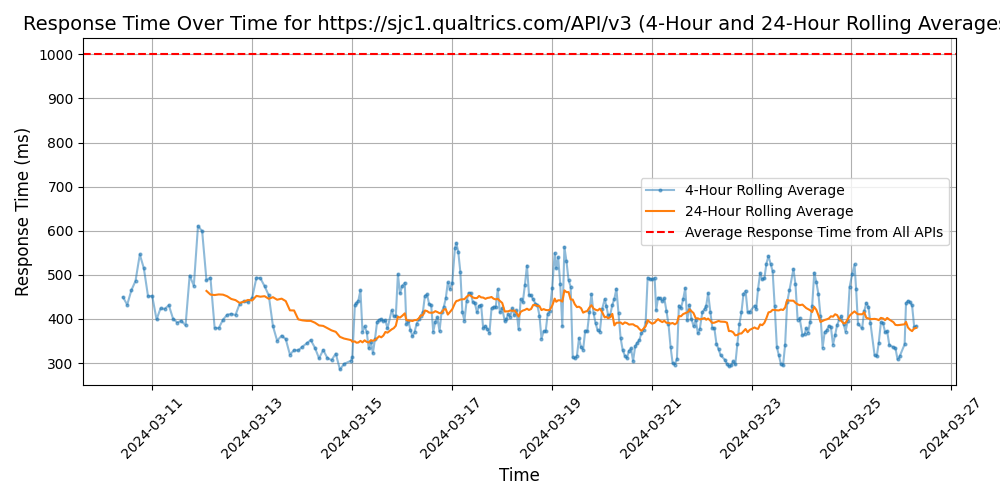 Response Time Over Time for https://sjc1.qualtrics.com/API/v3 (4-Hour and 24-Hour Rolling Averages
1000
900
800
700
600
500
400
300
Response Time (ms)
4-Hour Rolling Average
24-Hour Rolling Average
Average Response Time from All APIs
2024-03-11
2024-03-13
2024-03-15
2024-03-17
2024-03-19
2024-03-21
2024-03-23
2024-03-25
2024-03-27
Time